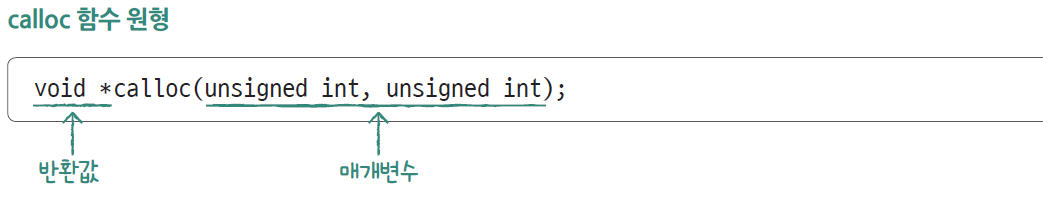 calloc 함수 원형
void *calloc(unsigned int, unsigned int);
반환값 매개변수